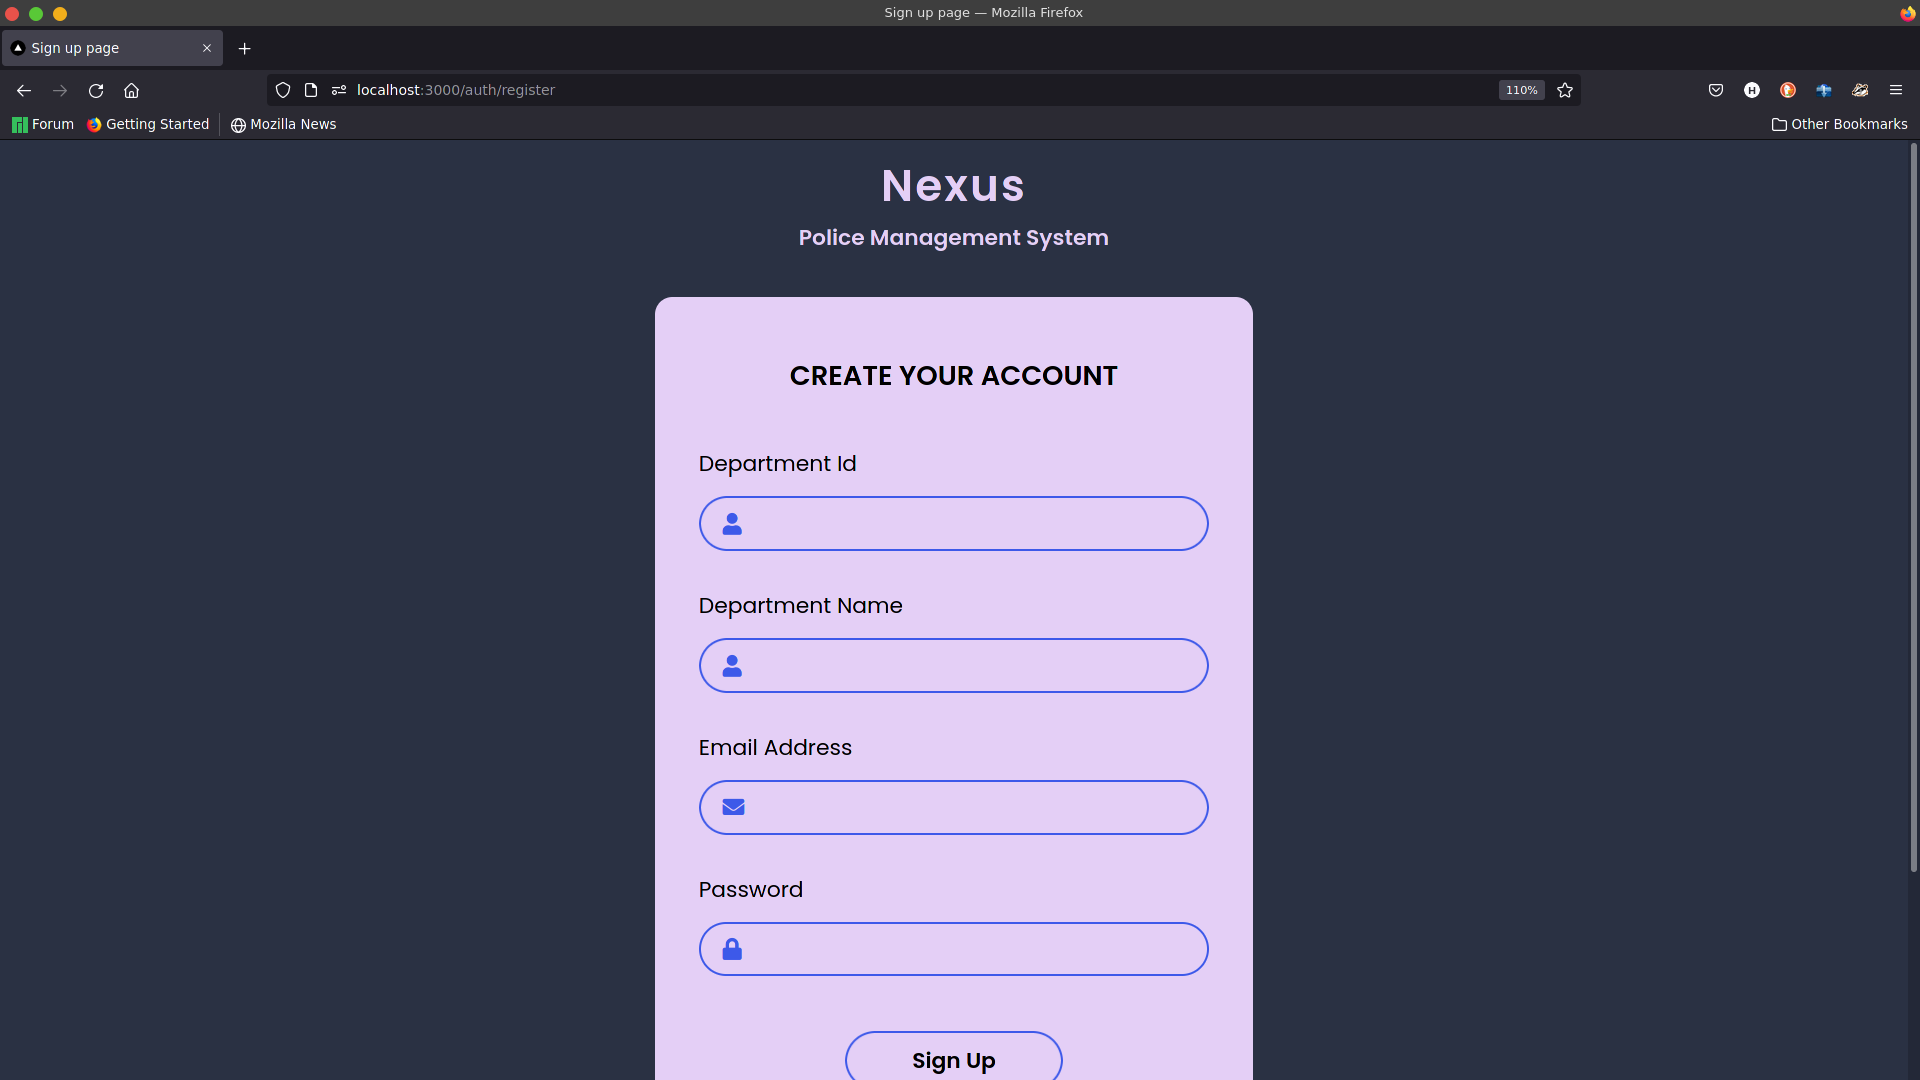 Sign up page — Mozilla Firefox
Sign up page
localhost:3000/auth/register
110%
H
Forum
Getting Started
Mozilla News
Other Bookmarks
Nexus
Police Management System
CREATE YOUR ACCOUNT
Department Id
Department Name
Email Address
Password
Sign Up